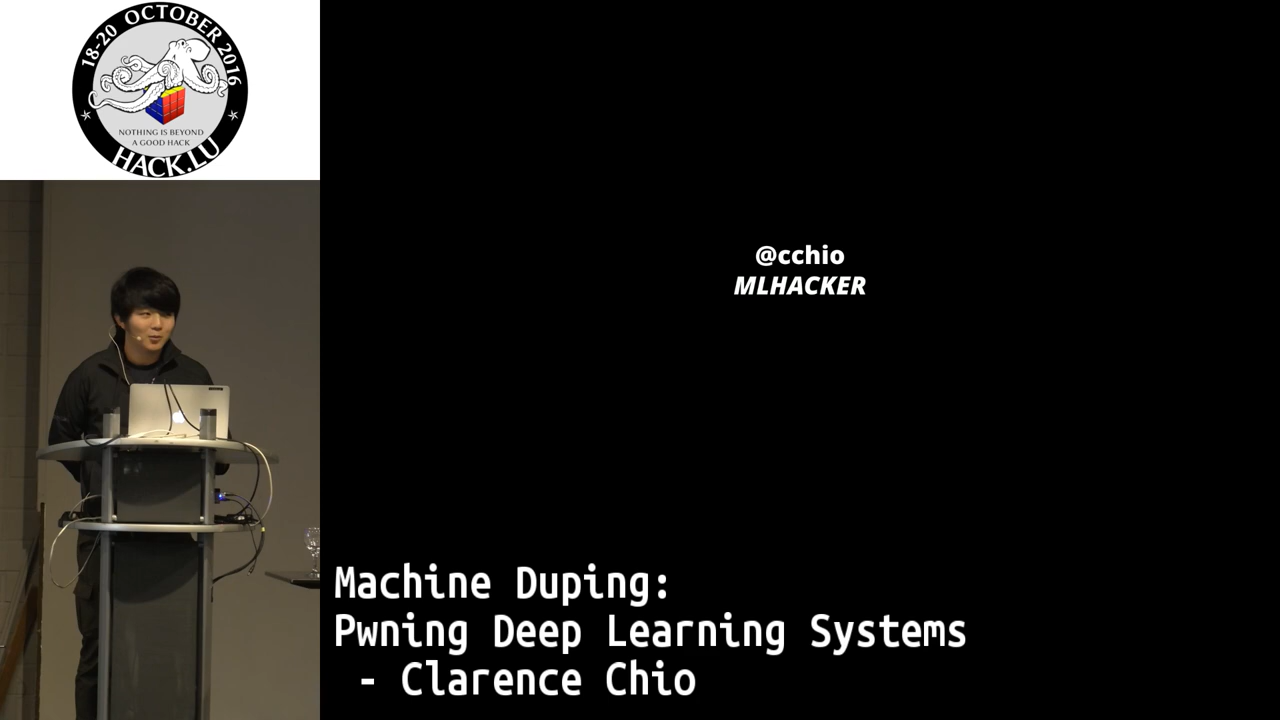 18-20 OCTOBER 2016
NOTHING IS BEYOND
A GOOD HACK
HACK.LU
@cchio
MLHACKER
Machine Duping:
Pwning Deep Learning Systems
- Clarence Chio